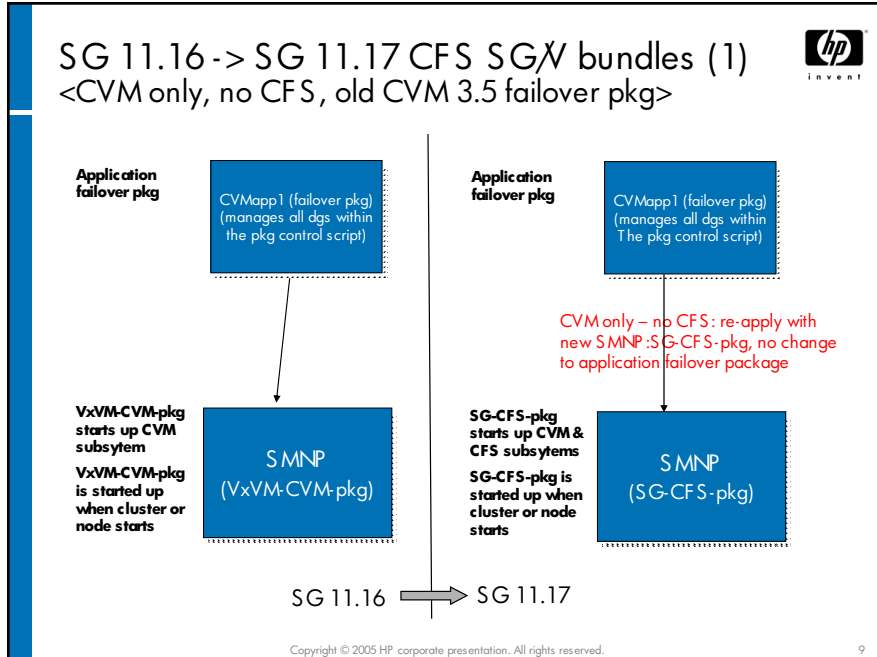 SG 11.16 -> SG 11.17 CFS SG/V bundles (1)
<CVM only, no CFS, old CVM 3.5 failover pkg>
hp
invent
Application
failover pkg
CVMapp1 (failover pkg)
(manages all dgs within
the pkg control script)
VxVM-CVM-pkg
starts up CVM
subsytem
VxVM-CVM-pkg
is started up
when cluster or
node starts
SMNP
(VxVM-CVM-pkg)
Application
failover pkg
CVMapp1 (failover pkg)
(manages all dgs within
The pkg control script)
CVM only – no CFS: re-apply with
new SMNP:SG-CFS-pkg, no change
to application failover package
SG-CFS-pkg
starts up CVM &
CFS subsytems
SG-CFS-pkg is
started up when
cluster or node
starts
SMNP
(SG-CFS-pkg)
SG 11.16
SG 11.17
Copyright © 2005 HP corporate presentation. All rights reserved.
9